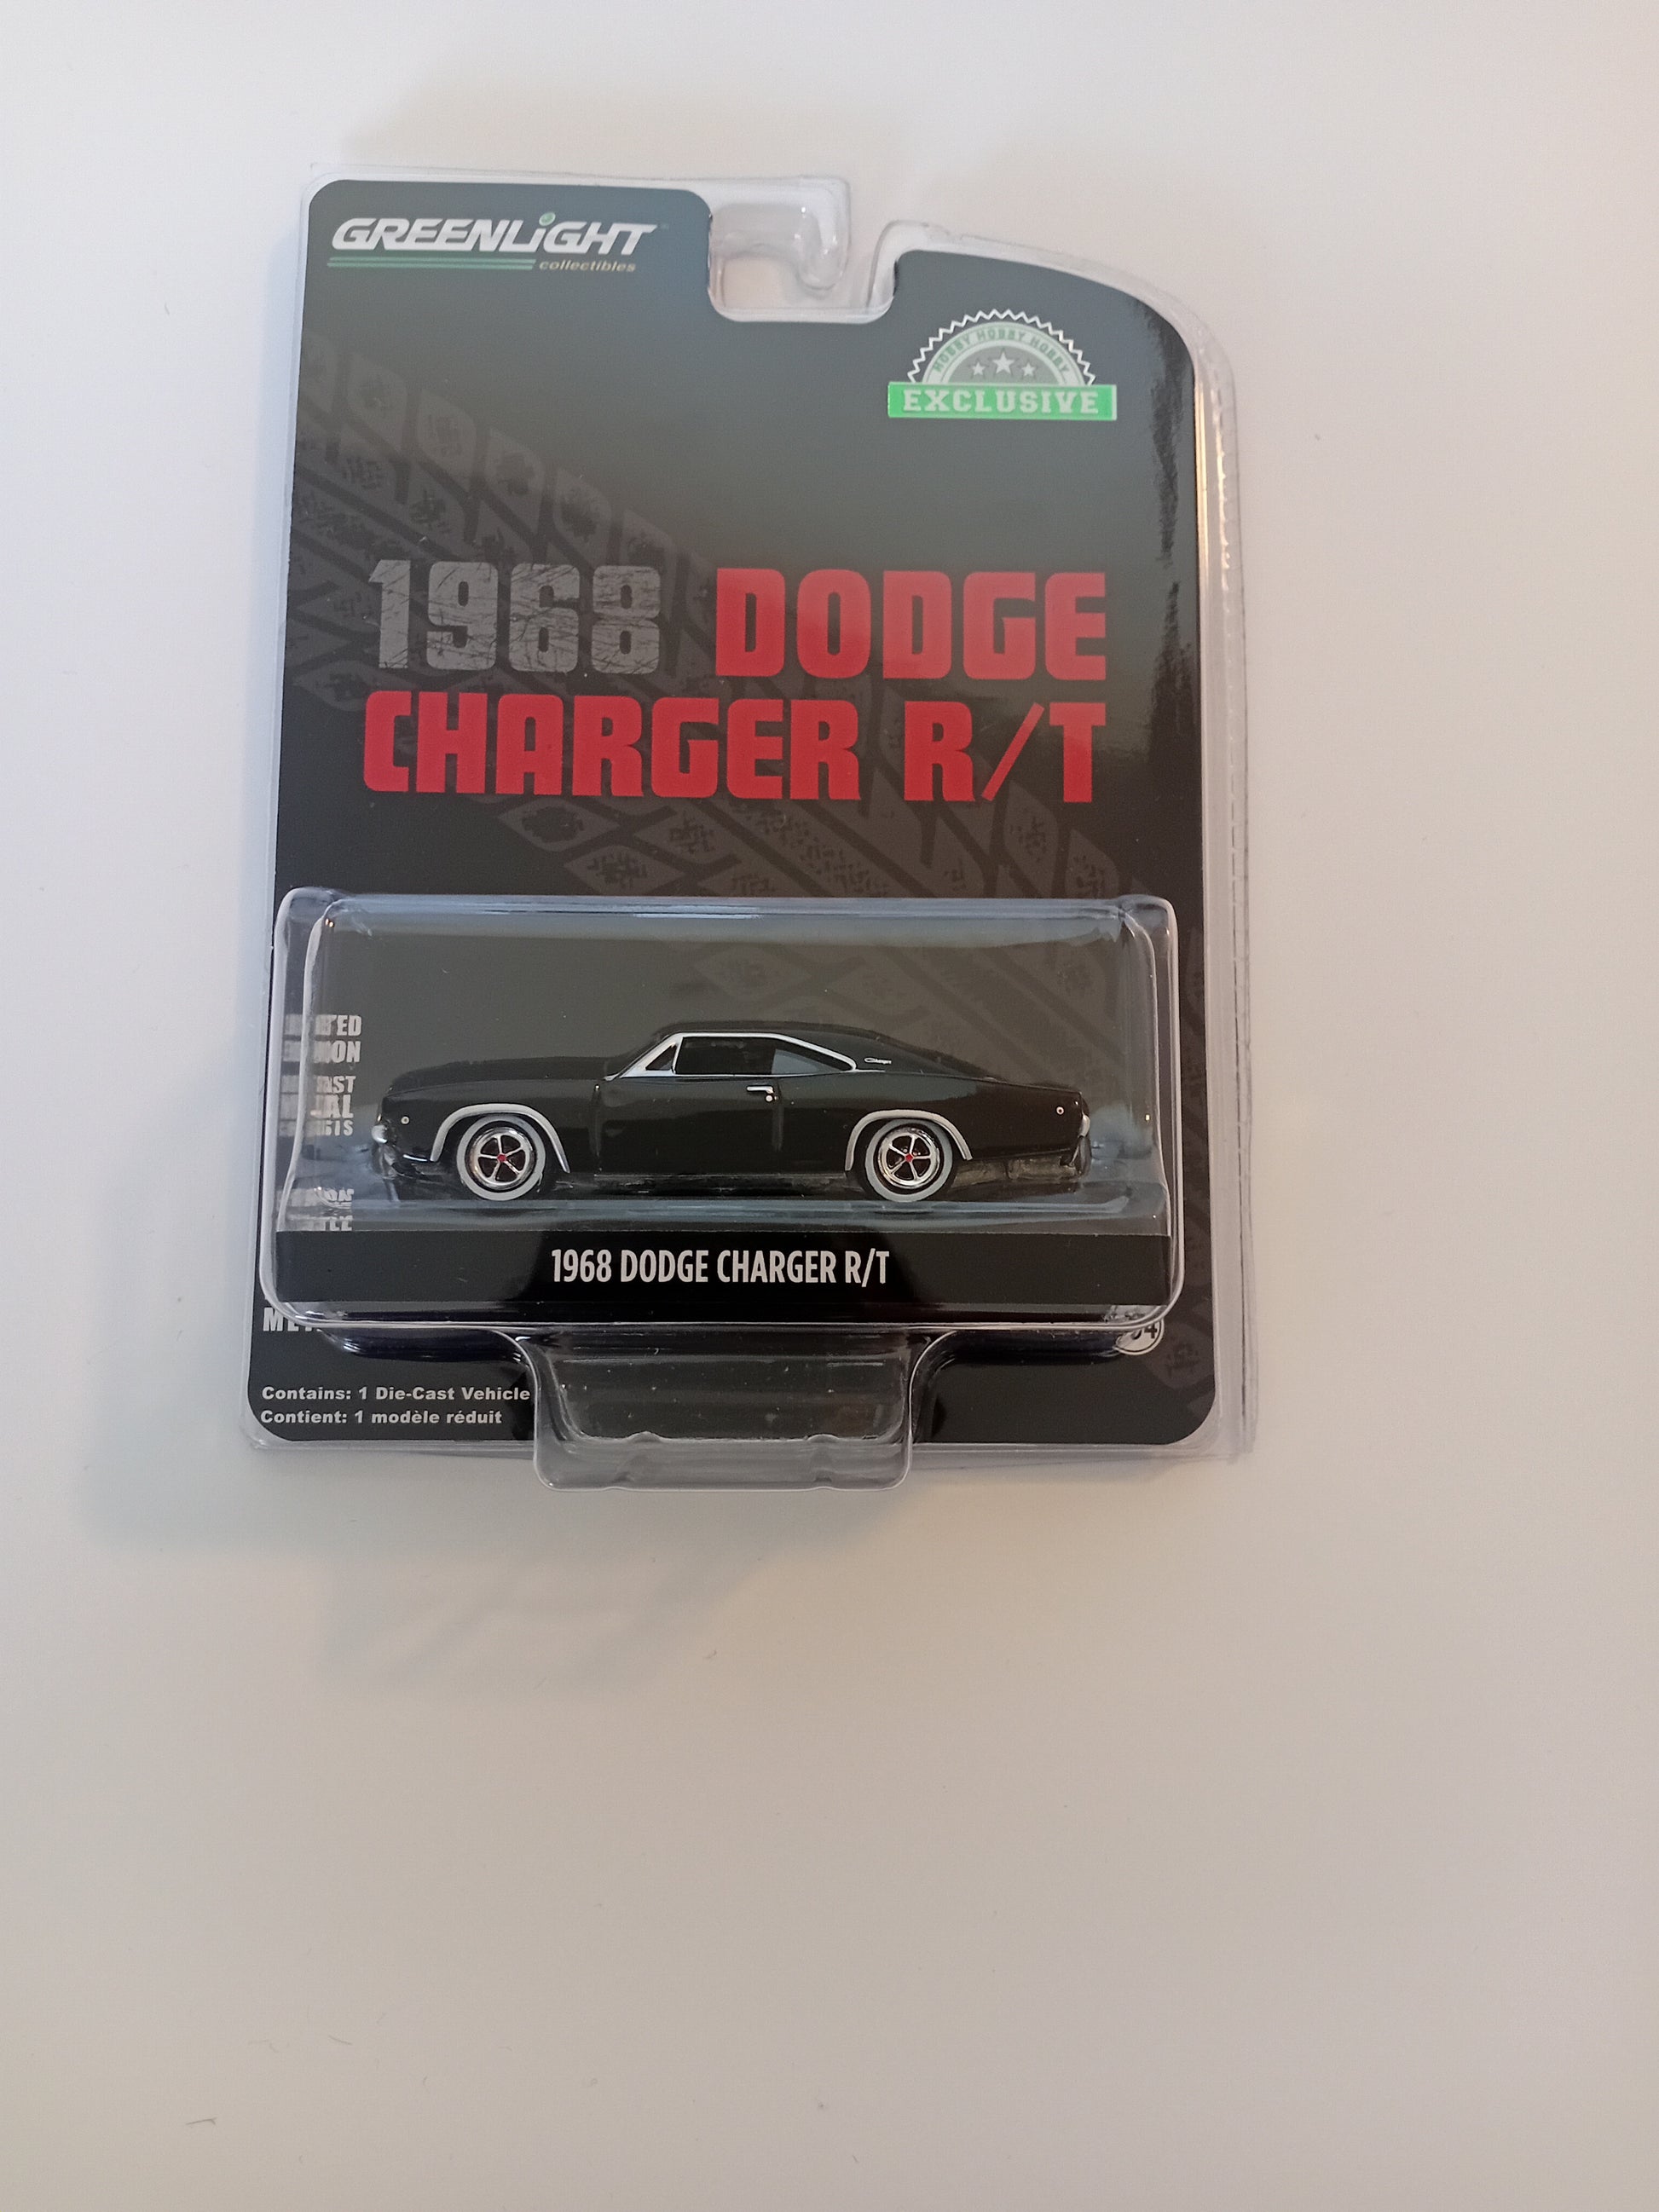 GREENLiGHT
collectibles
HOBBY HOBBY HOBBY
EXCLUSIVE
1968 DODGE
CHARGER R/T
Charger
1968 DODGE CHARGER R/T
Contains: 1 Die-Cast Vehicle
Contient: 1 modèle réduit